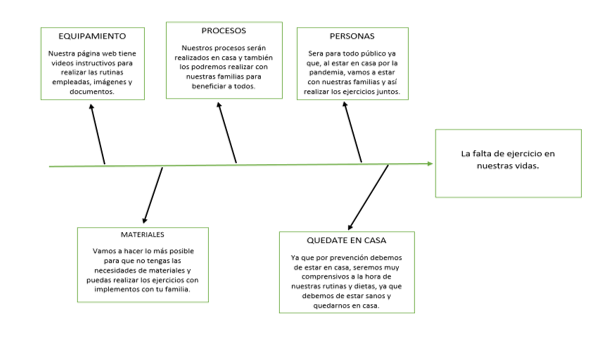 EQUIPAMIENTO
Nuestra página web tiene
videos instructivos para
realizar las rutinas
empleadas, imágenes y
documentos.
PROCESOS
Nuestros procesos serán
realizados en casa y también
los podremos realizar con
nuestras familias para
beneficiar a todos.
PERSONAS
Sera para todo público ya
que, al estar en casa por la
pandemia, vamos a estar
con nuestras familias y así
realizar los ejercicios juntos.
La falta de ejercicio en
nuestras vidas.
MATERIALES
Vamos a hacer lo más posible
para que no tengas las
necesidades de materiales y
puedas realizar los ejercicios con
implementos con tu familia.
QUEDATE EN CASA
Ya que por prevención debemos
de estar en casa, seremos muy
comprensivos a la hora de
nuestras rutinas y dietas, ya que
debemos de estar sanos y
quedarnos en casa.